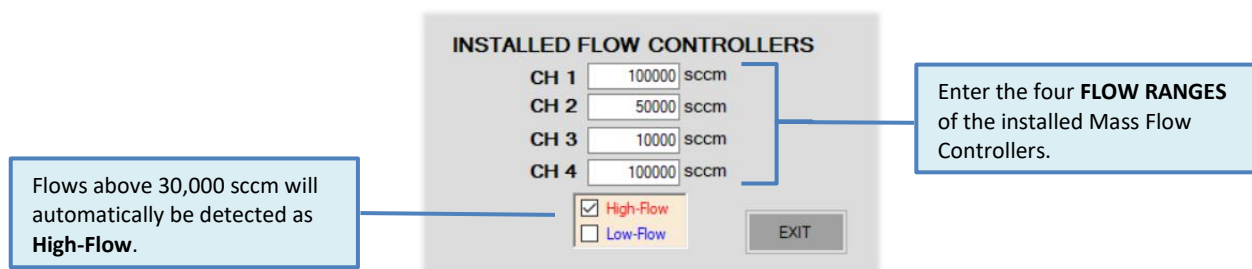 INSTALLED FLOW CONTROLLERS
CH 1 100000 sccm
CH 2 50000 sccm
CH 3 10000 sccm
CH 4 100000 sccm
High-Flow
Low-Flow
EXIT
Enter the four FLOW RANGES
of the installed Mass Flow
Controllers.
Flows above 30,000 sccm will
automatically be detected as
High-Flow.